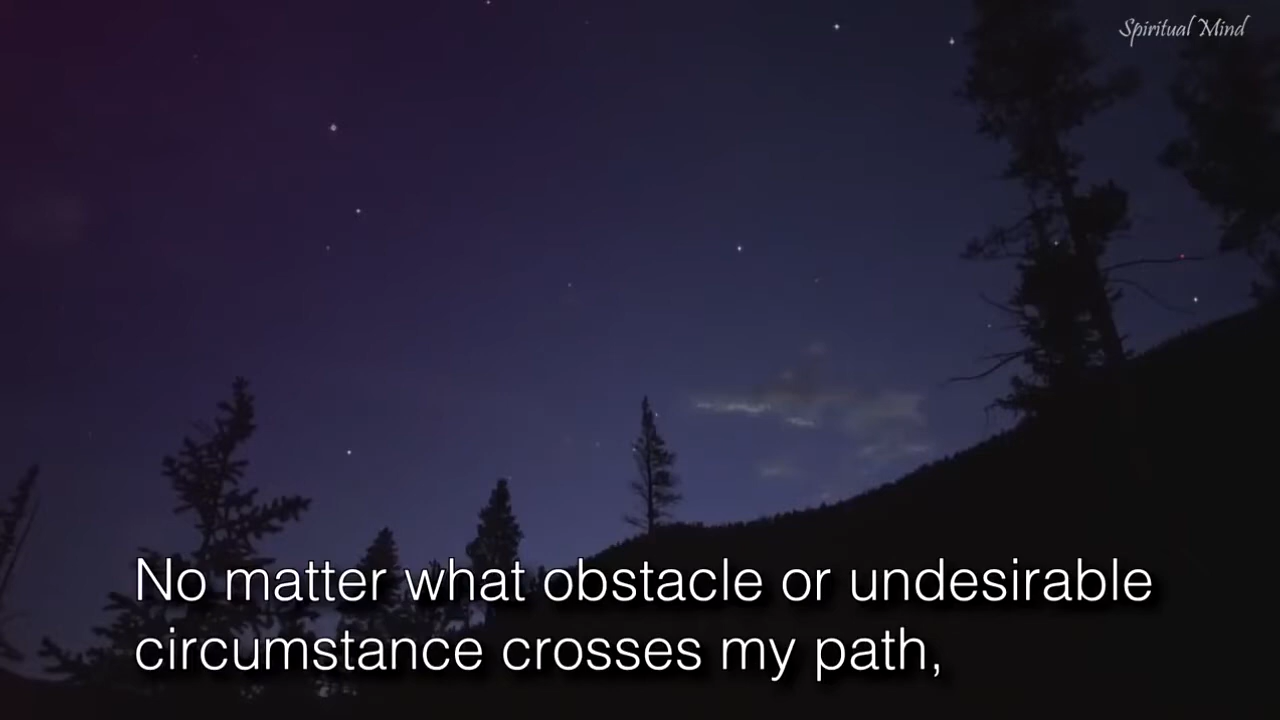 Spiritual Mind
No matter what obstacle or undesirable
circumstance crosses my path,